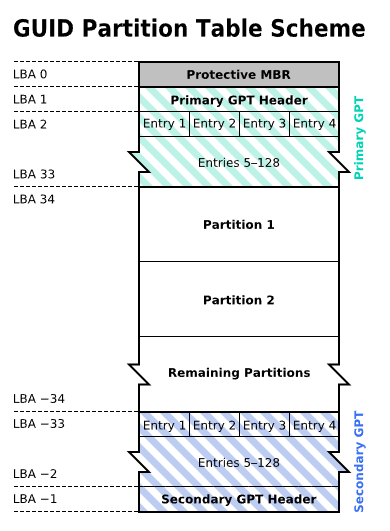 GUID Partition Table Scheme
LBA 0
Protective MBR
LBA 1
Primary GPT Header
LBA 2
Entry 1 Entry 2 Entry 3 Entry 4
Entries 5–128
LBA 33
Primary GPT
LBA 34
Partition 1
Partition 2
Remaining Partitions
LBA −34
LBA −33
Entry 1 Entry 2 Entry 3 Entry 4
Entries 5–128
LBA −2
LBA −1
Secondary GPT Header
Secondary GPT